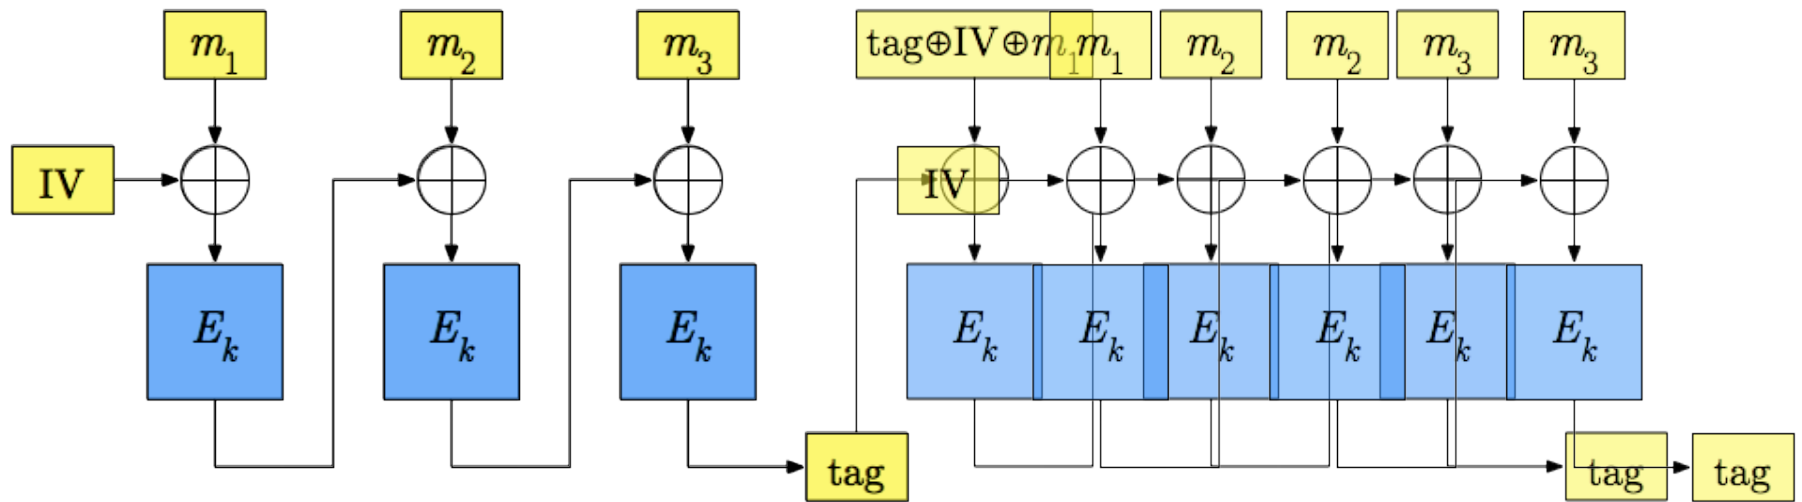 m₁ m₂ m₃ tag⊕IV⊕m₁ m₁ m₂ m₂ m₃ m₃
IV IV
Eₖ Eₖ Eₖ Eₖ Eₖ Eₖ Eₖ Eₖ Eₖ
tag tag tag